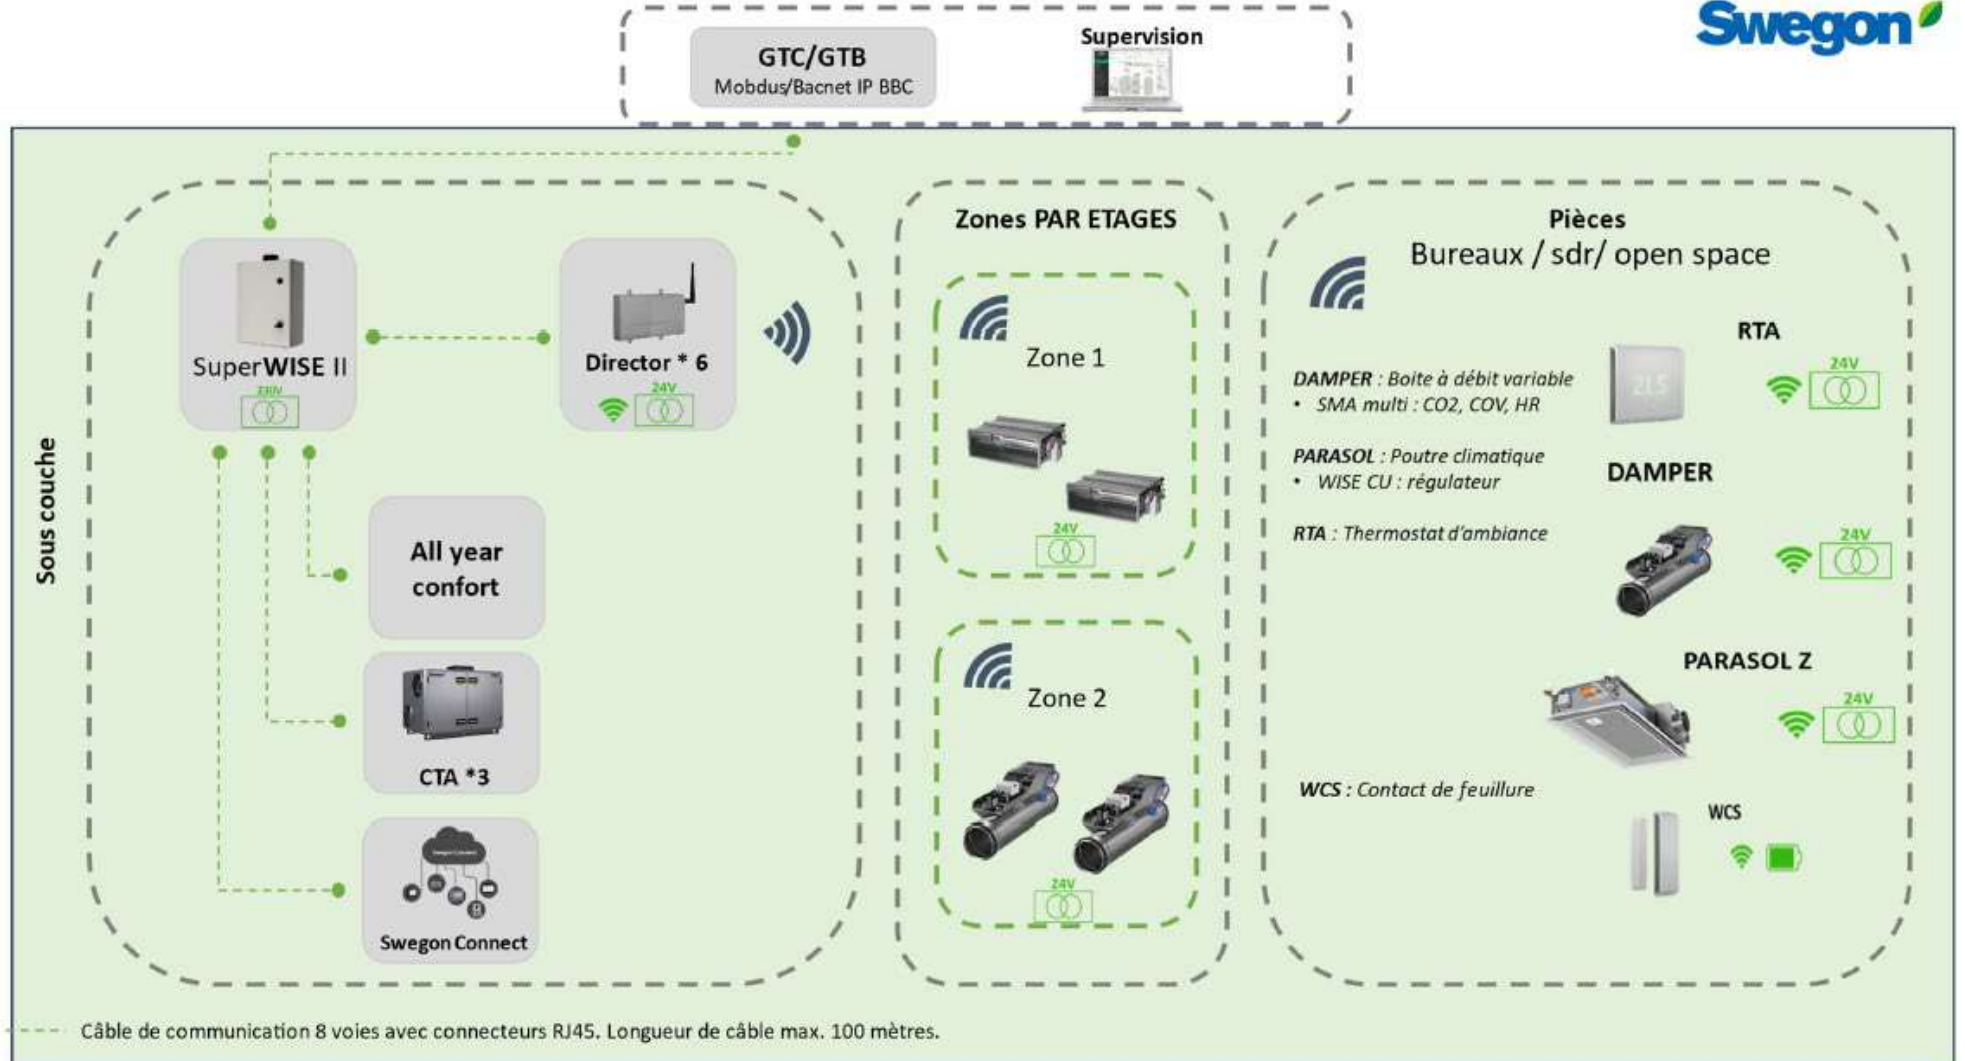 Swegon
GTC/GTB
Mobdus/Bacnet IP BBC
Supervision
Sous couche
SuperWISE II
230V
Director * 6
24V
All year
confort
CTA *3
Swegon Connect
Zones PAR ETAGES
Zone 1
24V
Zone 2
24V
Pièces
Bureaux / sdr/ open space
DAMPER : Boite à débit variable
• SMA multi : CO2, COV, HR
PARASOL : Poutre climatique
• WISE CU : régulateur
RTA : Thermostat d'ambiance
WCS : Contact de feuillure
RTA
24V
DAMPER
24V
PARASOL Z
24V
WCS
Câble de communication 8 voies avec connecteurs RJ45. Longueur de câble max. 100 mètres.